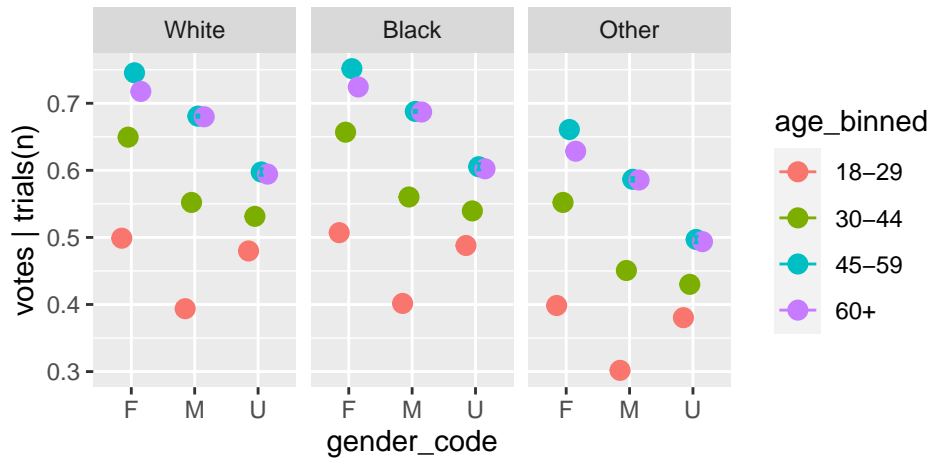 White Black Other
votes | trials(n)
0.7
0.6
0.5
0.4
0.3
F M U F M U F M U
gender_code
age_binned
18−29
30−44
45−59
60+